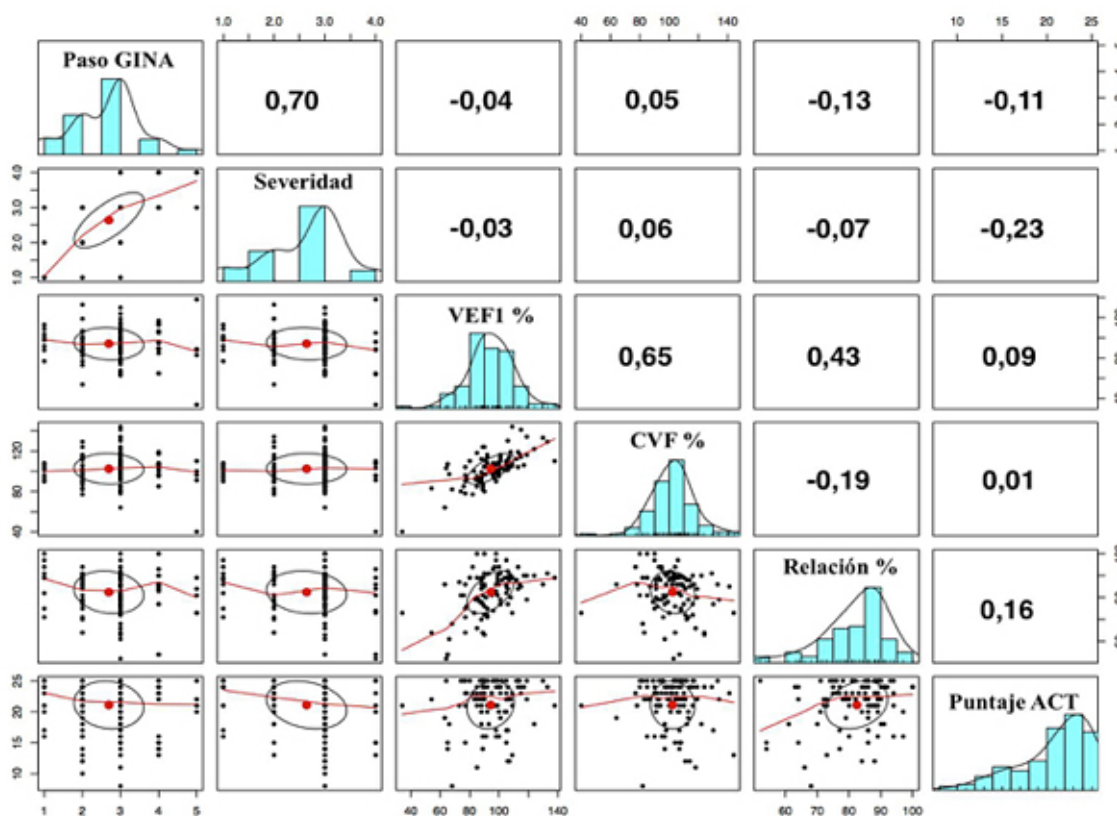 1.0 2.0 3.0 4.0 40 60 80 100 140 10 15 20 25
Paso GINA 0,70 -0,04 0,05 -0,13 -0,11
1.0 2.0 3.0 4.0 Severidad -0,03 0,06 -0,07 -0,23
VEF1 % 0,65 0,43 0,09
40 80 120 CVF % -0,19 0,01
Relación % 0,16
10 15 20 25 Puntaje ACT
1 2 3 4 5 40 60 80 100 140 60 70 80 90 100